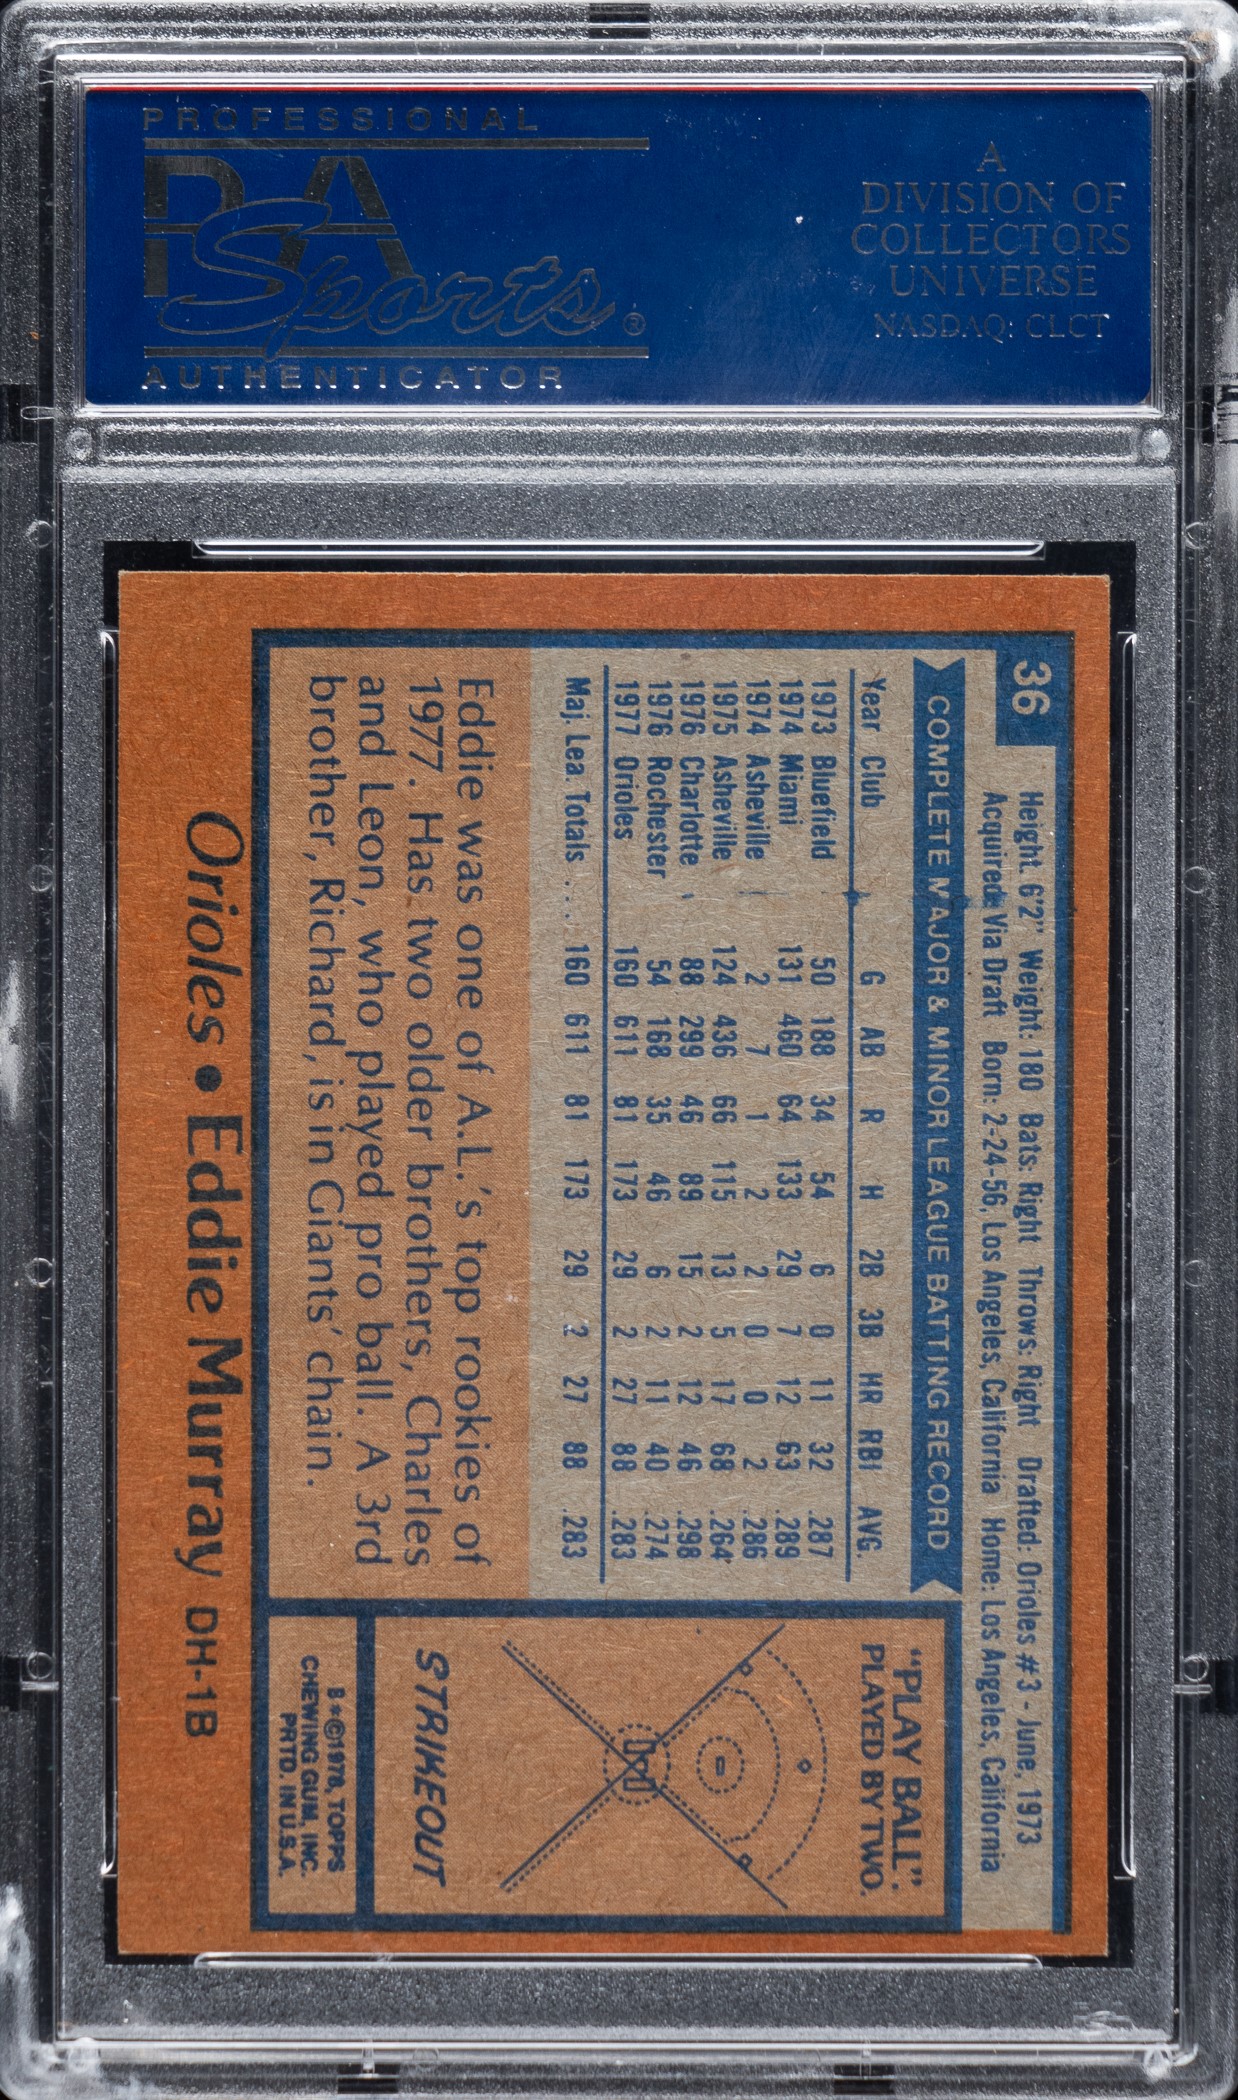 PROFESSIONAL
PSA
Sports®
AUTHENTICATOR
A
DIVISION OF
COLLECTORS
UNIVERSE
NASDAQ: CLCT
36
Height: 6'2" Weight: 180 Bats: Right Throws: Right Drafted: Orioles #3 - June, 1973
Acquired: Via Draft Born: 2-24-56, Los Angeles, California Home: Los Angeles, California
COMPLETE MAJOR & MINOR LEAGUE BATTING RECORD
Year Club G AB R H 2B 3B HR RBI AVG.
1973 Bluefield 50 188 34 54 6 0 11 32 .287
1974 Miami 131 460 64 133 29 7 12 63 .289
1974 Asheville 2 7 1 2 2 0 0 2 .286
1975 Asheville 124 436 66 115 13 5 17 68 .264
1976 Charlotte 88 299 46 89 15 2 12 46 .298
1976 Rochester 54 168 35 46 6 2 11 40 .274
1977 Orioles 160 611 81 173 29 2 27 88 .283
Maj. Lea. Totals .... 160 611 81 173 29 2 27 88 .283
Eddie was one of A.L.'s top rookies of
1977. Has two older brothers, Charles
and Leon, who played pro ball. A 3rd
brother, Richard, is in Giants' chain.
"PLAY BALL".
PLAYED BY TWO.
STRIKEOUT
B*©1978, TOPPS
CHEWING GUM, INC.
PRTD. IN U.S.A.
Orioles • Eddie Murray DH-1B